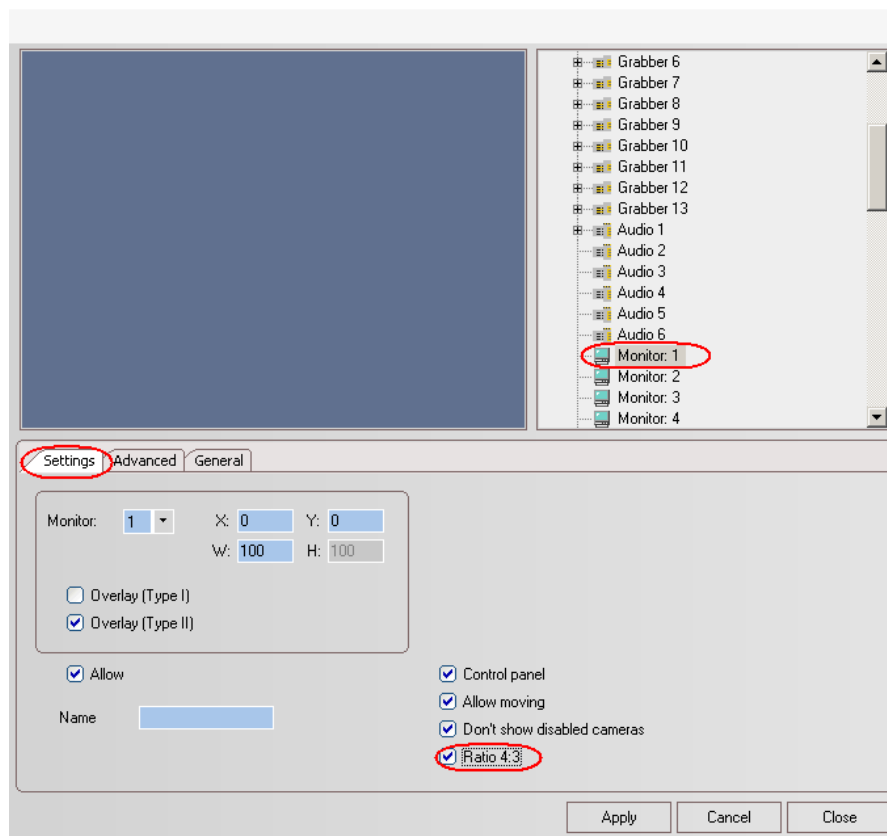 Grabber 6
Grabber 7
Grabber 8
Grabber 9
Grabber 10
Grabber 11
Grabber 12
Grabber 13
Audio 1
Audio 2
Audio 3
Audio 4
Audio 5
Audio 6
Monitor: 1
Monitor: 2
Monitor: 3
Monitor: 4
Settings Advanced General
Monitor: 1 X: 0 Y: 0
W: 100 H: 100
Overlay (Type I)
Overlay (Type II)
Allow
Name
Control panel
Allow moving
Don't show disabled cameras
Ratio 4:3
Apply Cancel Close